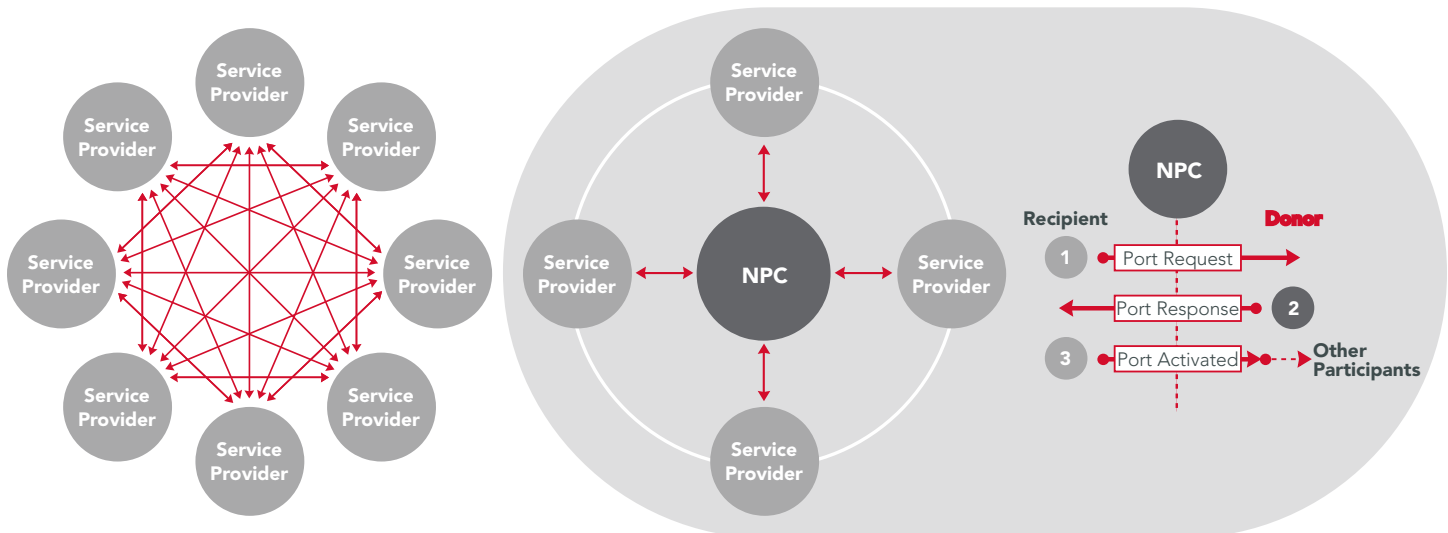 Service
Provider
Service
Provider
Service
Provider
Service
Provider
Service
Provider
Service
Provider
Service
Provider
Service
Provider
Service
Provider
Service
Provider
NPC
Service
Provider
Service
Provider
NPC
Recipient
Donor
1
Port Request
Port Response
2
3
Port Activated
Other
Participants